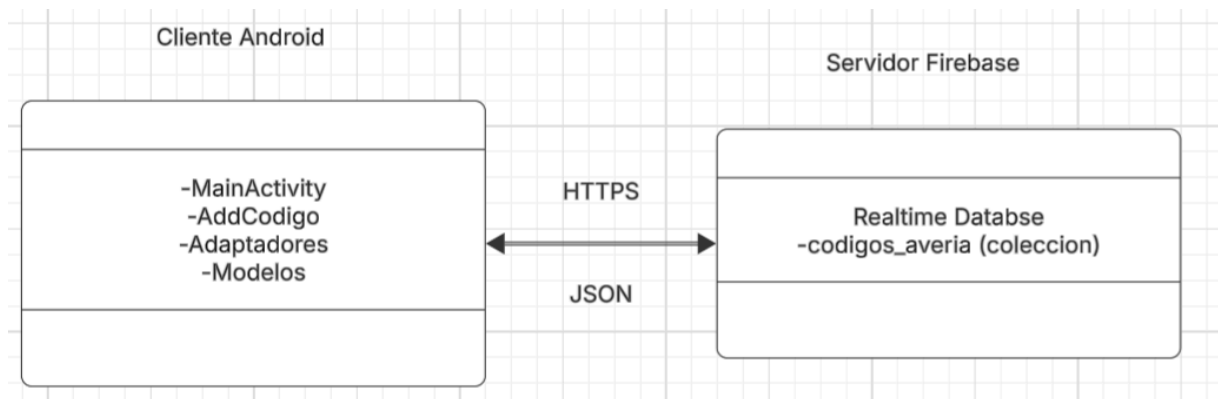 Cliente Android
Servidor Firebase
-MainActivity
-AddCodigo
-Adaptadores
-Modelos
HTTPS
JSON
Realtime Databse
-codigos_averia (coleccion)